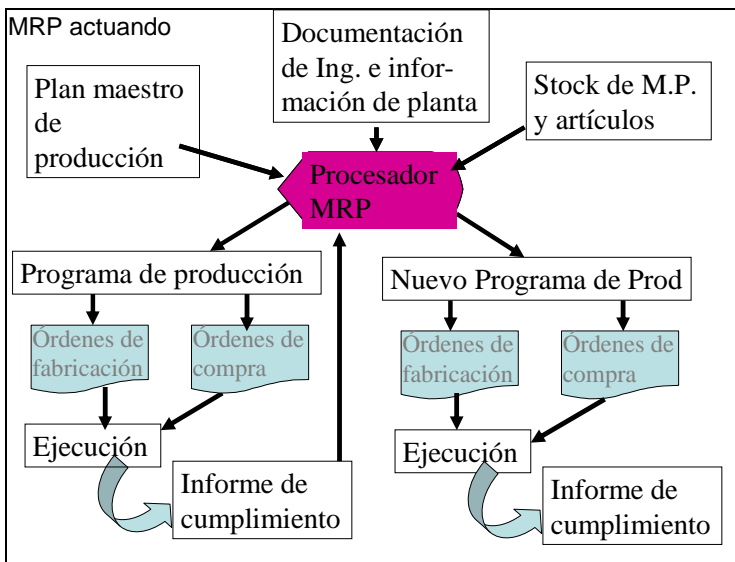 MRP actuando
Documentación
de Ing. e infor-
mación de planta
Plan maestro
de
producción
Stock de M.P.
y artículos
Procesador
MRP
Programa de producción
Nuevo Programa de Prod
Órdenes de
fabricación
Órdenes de
compra
Órdenes de
fabricación
Órdenes de
compra
Ejecución
Ejecución
Informe de
cumplimiento
Informe de
cumplimiento